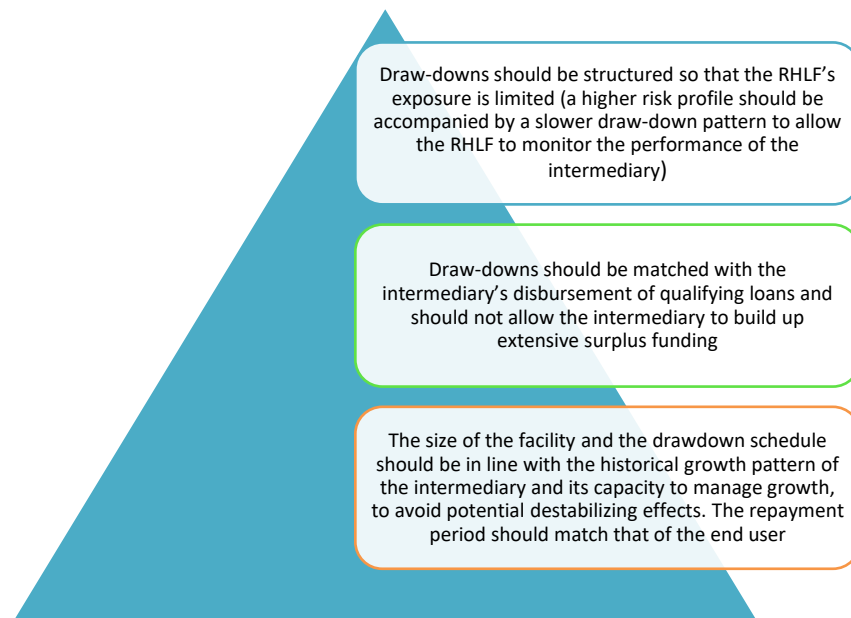 Draw-downs should be structured so that the RHLF’s
exposure is limited (a higher risk profile should be
accompanied by a slower draw-down pattern to allow
the RHLF to monitor the performance of the
intermediary)
Draw-downs should be matched with the
intermediary’s disbursement of qualifying loans and
should not allow the intermediary to build up
extensive surplus funding
The size of the facility and the drawdown schedule
should be in line with the historical growth pattern of
the intermediary and its capacity to manage growth,
to avoid potential destabilizing effects. The repayment
period should match that of the end user